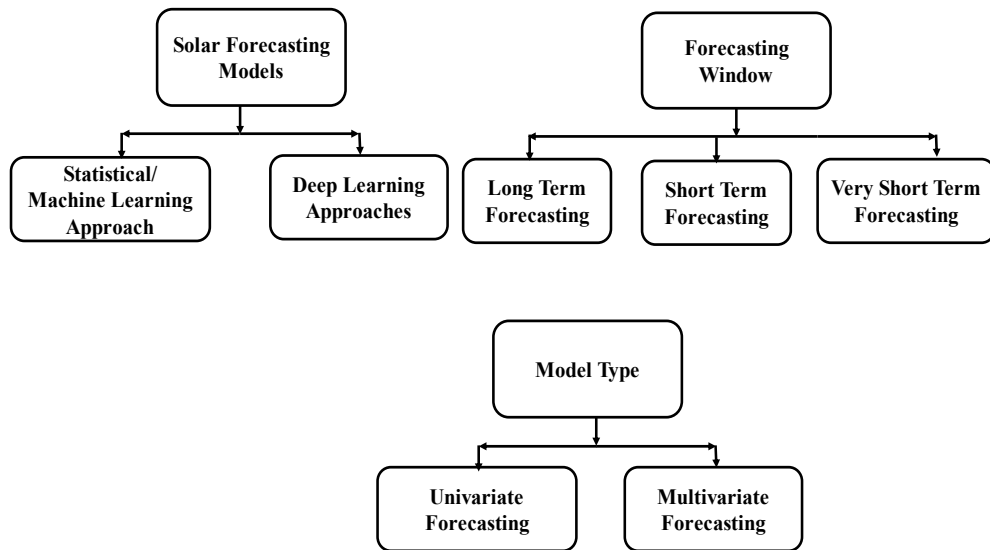 Solar Forecasting
Models
Statistical/
Machine Learning
Approach
Deep Learning
Approaches
Forecasting
Window
Long Term
Forecasting
Short Term
Forecasting
Very Short Term
Forecasting
Model Type
Univariate
Forecasting
Multivariate
Forecasting